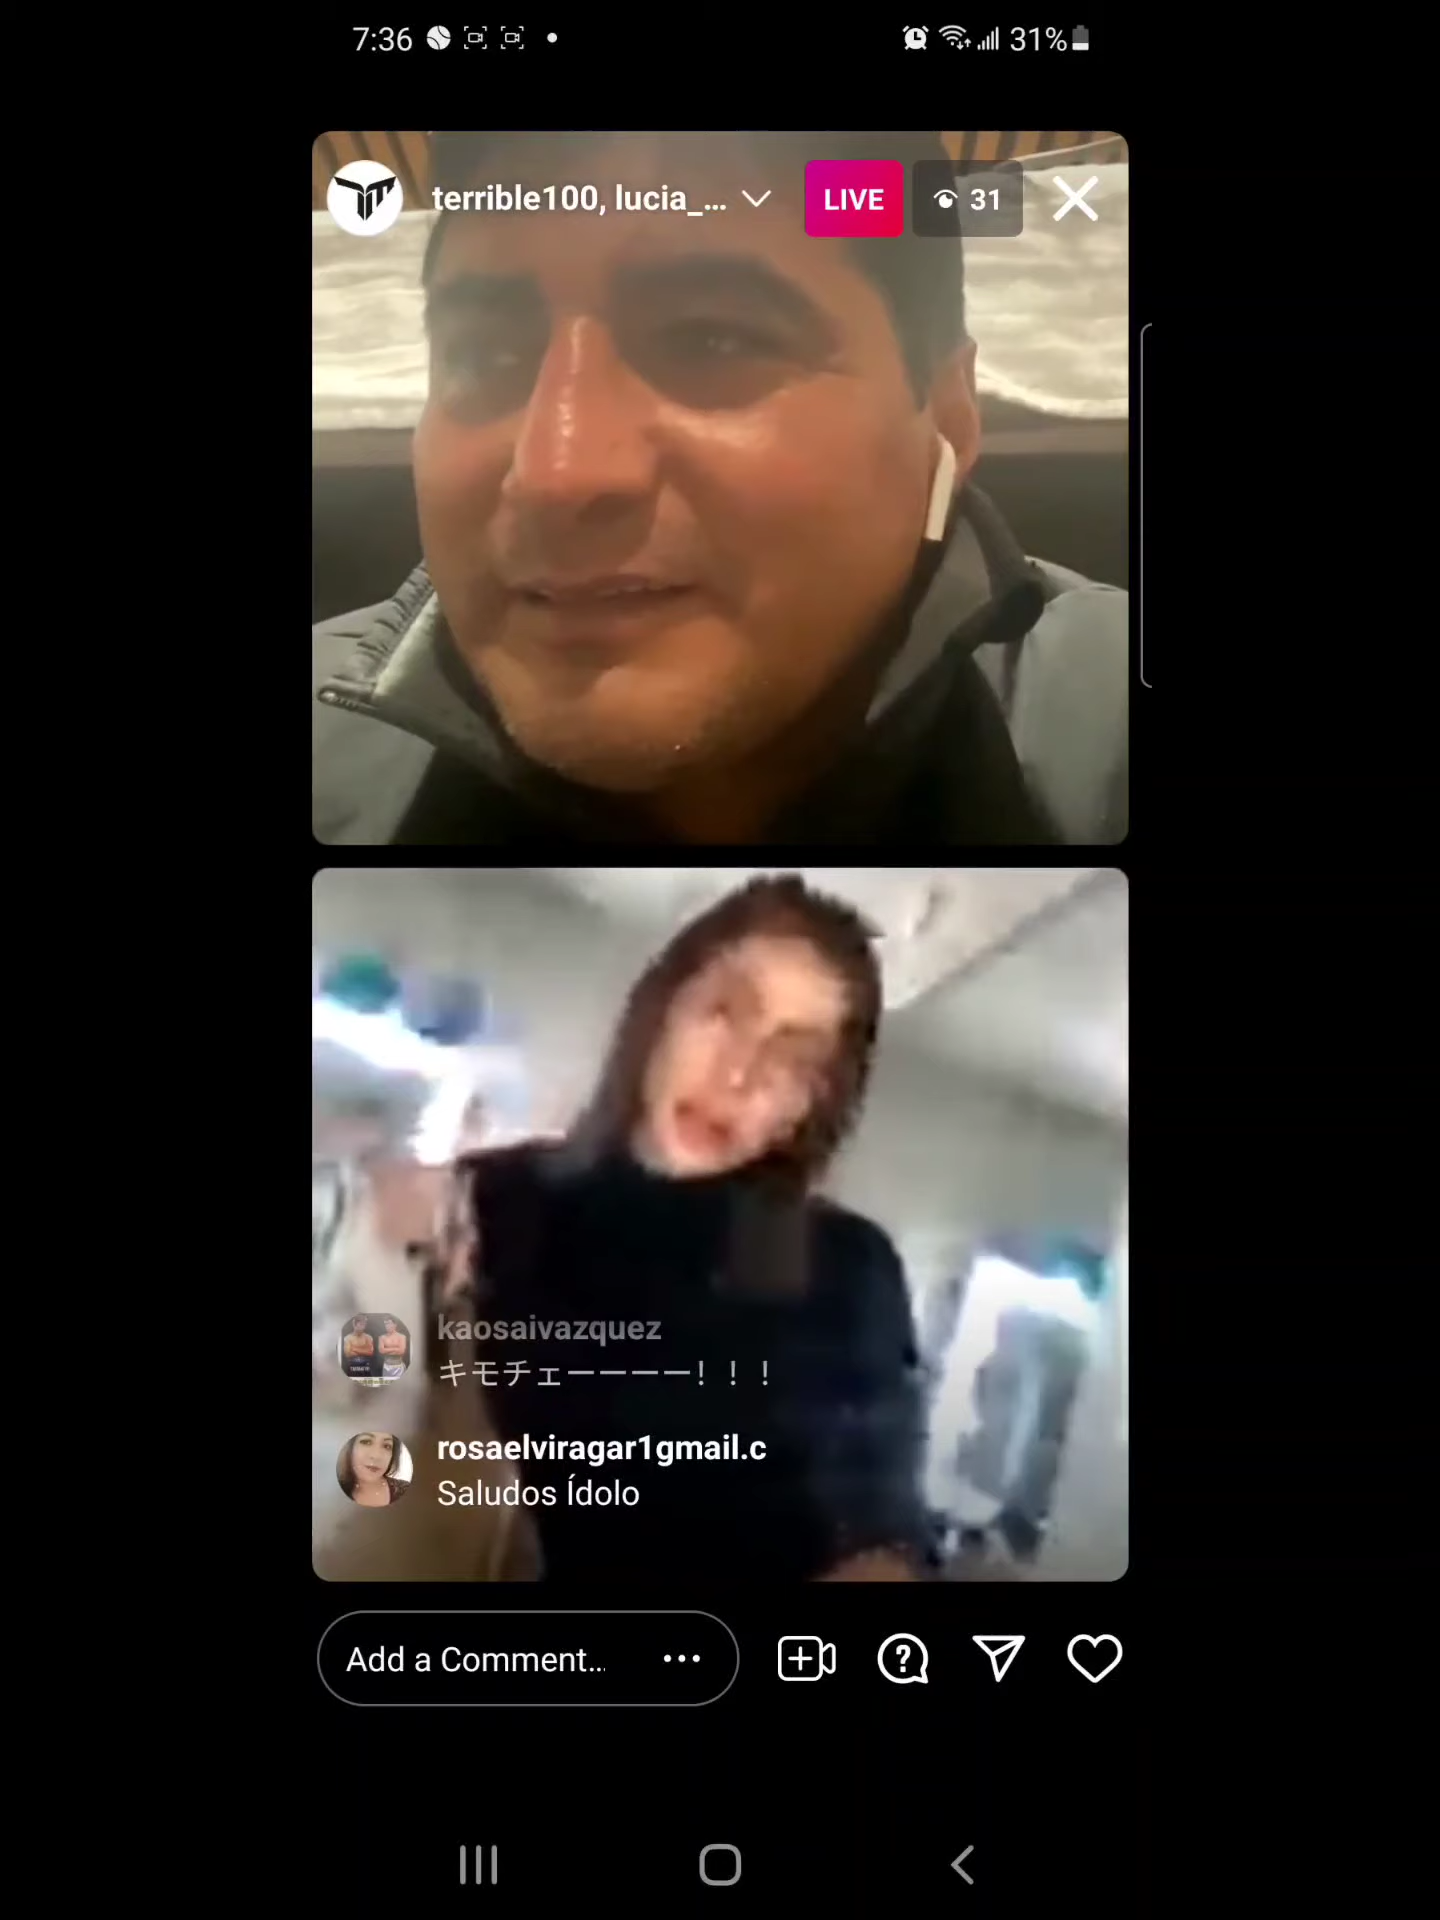 7:36
31%
terrible100, lucia_...
LIVE
31
kaosaivazquez
キモチェーーーー！！！
rosaelviragar1gmail.c
Saludos Ídolo
Add a Comment...